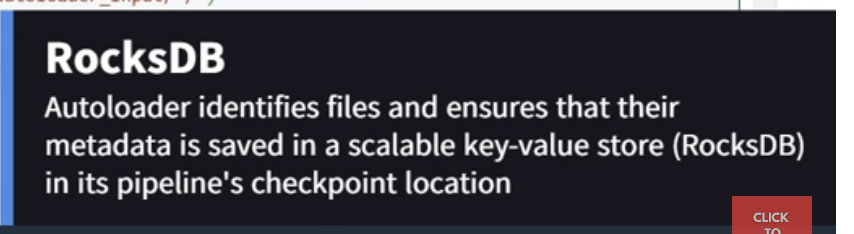 RocksDB
Autoloader identifies files and ensures that their
metadata is saved in a scalable key-value store (RocksDB)
in its pipeline's checkpoint location
CLICK
TO